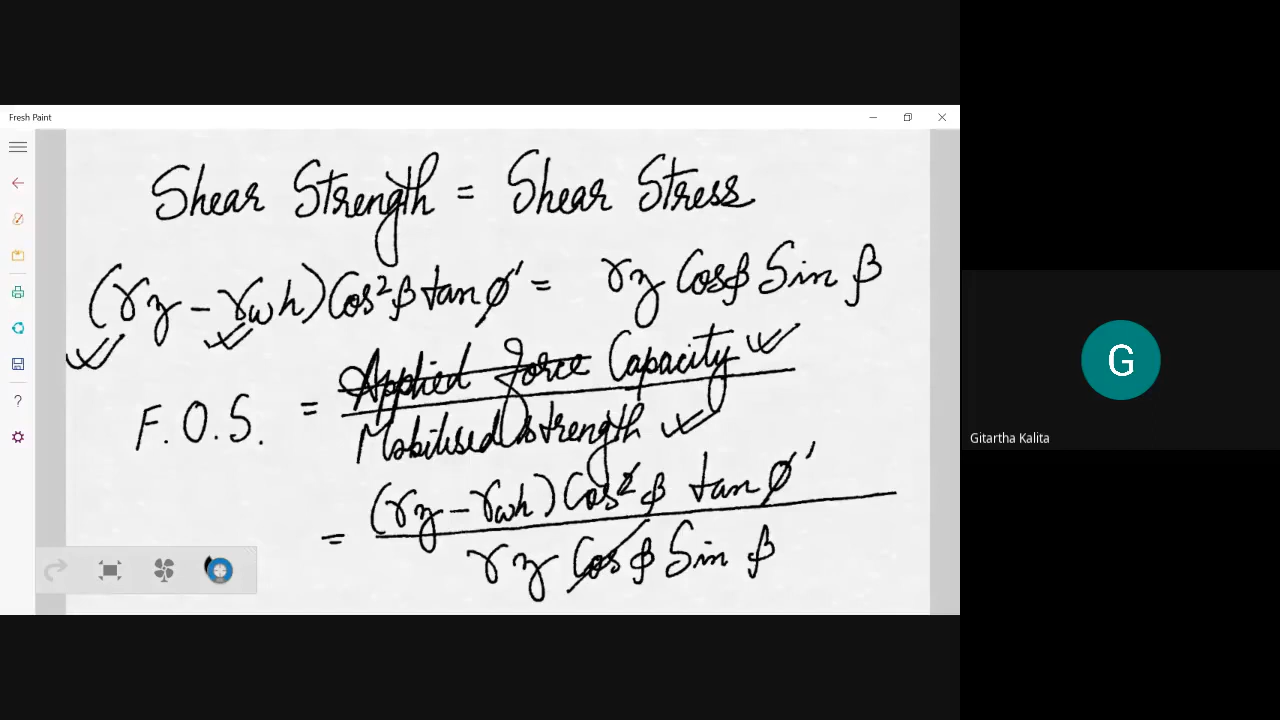 Fresh Paint
Shear Strength = Shear Stress
(γz - γwh) Cos²β tan ϕ' = γz Cosβ Sin β
F.O.S. = Applied force Capacity
Mobilised strength
= (γz - γwh) Cos²β tan ϕ'
γz Cosβ Sin β
G
Gitartha Kalita